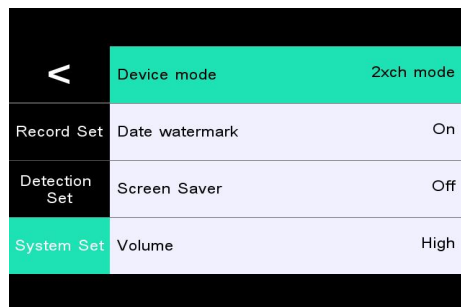 <
Device mode 2xch mode
Record Set Date watermark On
Detection
Set Screen Saver Off
System Set Volume High